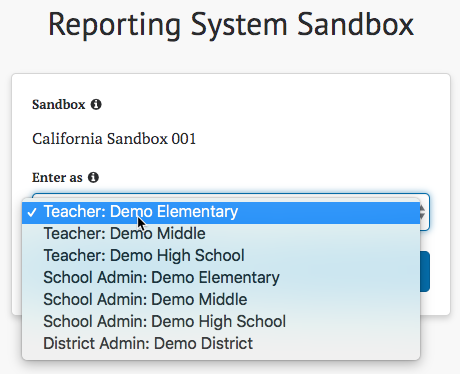 Reporting System Sandbox
Sandbox
California Sandbox 001
Enter as
Teacher: Demo Elementary
Teacher: Demo Middle
Teacher: Demo High School
School Admin: Demo Elementary
School Admin: Demo Middle
School Admin: Demo High School
District Admin: Demo District